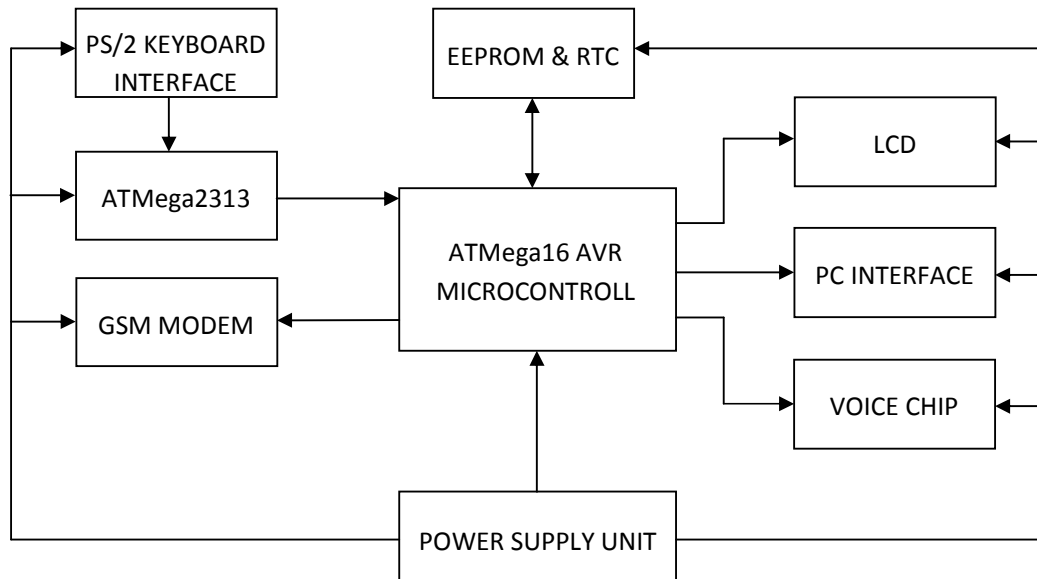 PS/2 KEYBOARD
INTERFACE
EEPROM & RTC
LCD
ATMega2313
ATMega16 AVR
MICROCONTROLL
PC INTERFACE
GSM MODEM
VOICE CHIP
POWER SUPPLY UNIT